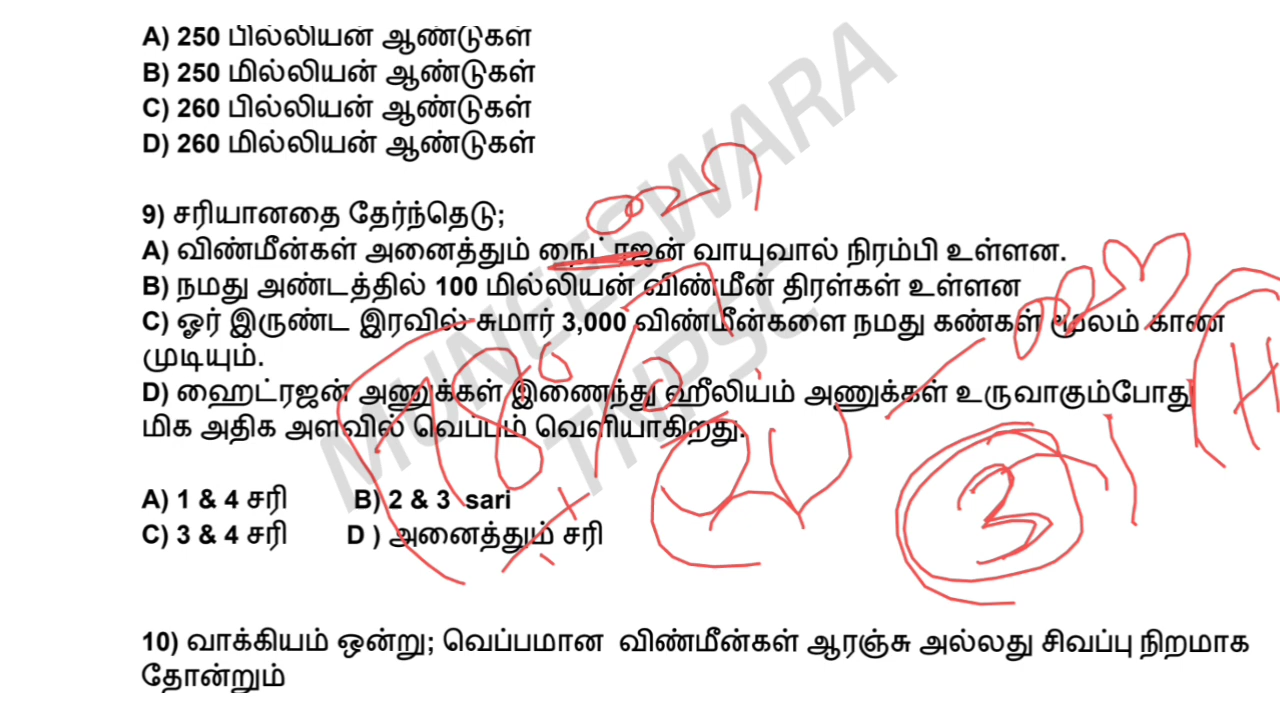 A) 250 பில்லியன் ஆண்டுகள்
B) 250 மில்லியன் ஆண்டுகள்
C) 260 பில்லியன் ஆண்டுகள்
D) 260 மில்லியன் ஆண்டுகள்
9) சரியானதை தேர்ந்தெடு;
A) விண்மீன்கள் அனைத்தும் நைட்ரஜன் வாயுவால் நிரம்பி உள்ளன.
B) நமது அண்டத்தில் 100 மில்லியன் விண்மீன் திரள்கள் உள்ளன
C) ஓர் இருண்ட இரவில் சுமார் 3,000 விண்மீன்களை நமது கண்கள் மூலம் காண
முடியும்.
D) ஹைட்ரஜன் அணுக்கள் இணைந்து ஹீலியம் அணுக்கள் உருவாகும்போது
மிக அதிக அளவில் வெப்பம் வெளியாகிறது.
A) 1 & 4 சரி B) 2 & 3 sari
C) 3 & 4 சரி D ) அனைத்தும் சரி
10) வாக்கியம் ஒன்று; வெப்பமான விண்மீன்கள் ஆரஞ்சு அல்லது சிவப்பு நிறமாக
தோன்றும்
MUNEESWARA
TNPSC
3
H